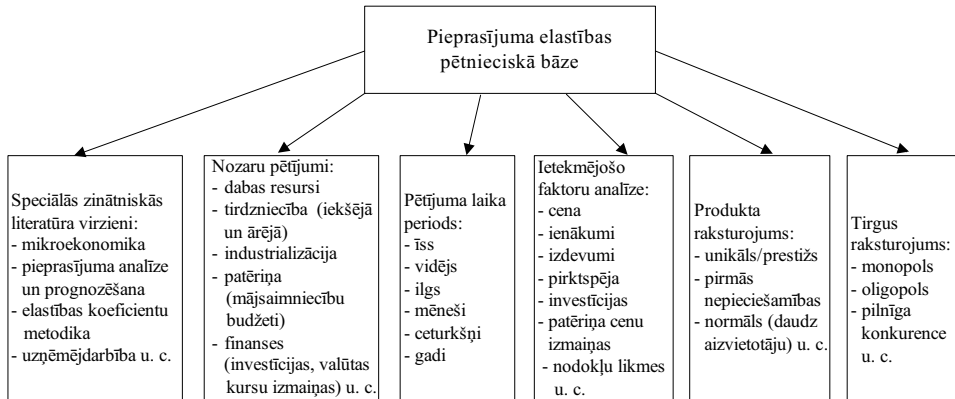 Pieprasījuma elastības
pētnieciskā bāze
Speciālās zinātniskās
literatūra virzieni:
- mikroekonomika
- pieprasījuma analīze
un prognozēšana
- elastības koeficientu
metodika
- uzņēmējdarbība u. c.
Nozaru pētījumi:
- dabas resursi
- tirdzniecība (iekšējā
un ārējā)
- industrializācija
- patēriņa
(mājsaimniecību
budžeti)
- finanses
(investīcijas, valūtas
kursu izmaiņas) u. c.
Pētījuma laika
periods:
- īss
- vidējs
- ilgs
- mēneši
- ceturkšņi
- gadi
Ietekmējošo
faktoru analīze:
- cena
- ienākumi
- izdevumi
- pirktspēja
- investīcijas
- patēriņa cenu
izmaiņas
- nodokļu likmes
u. c.
Produkta
raksturojums:
- unikāls/prestižs
- pirmās
nepieciešamības
- normāls (daudz
aizvietotāju) u. c.
Tirgus
raksturojums:
- monopols
- oligopols
- pilnīga
konkurence
u. c.